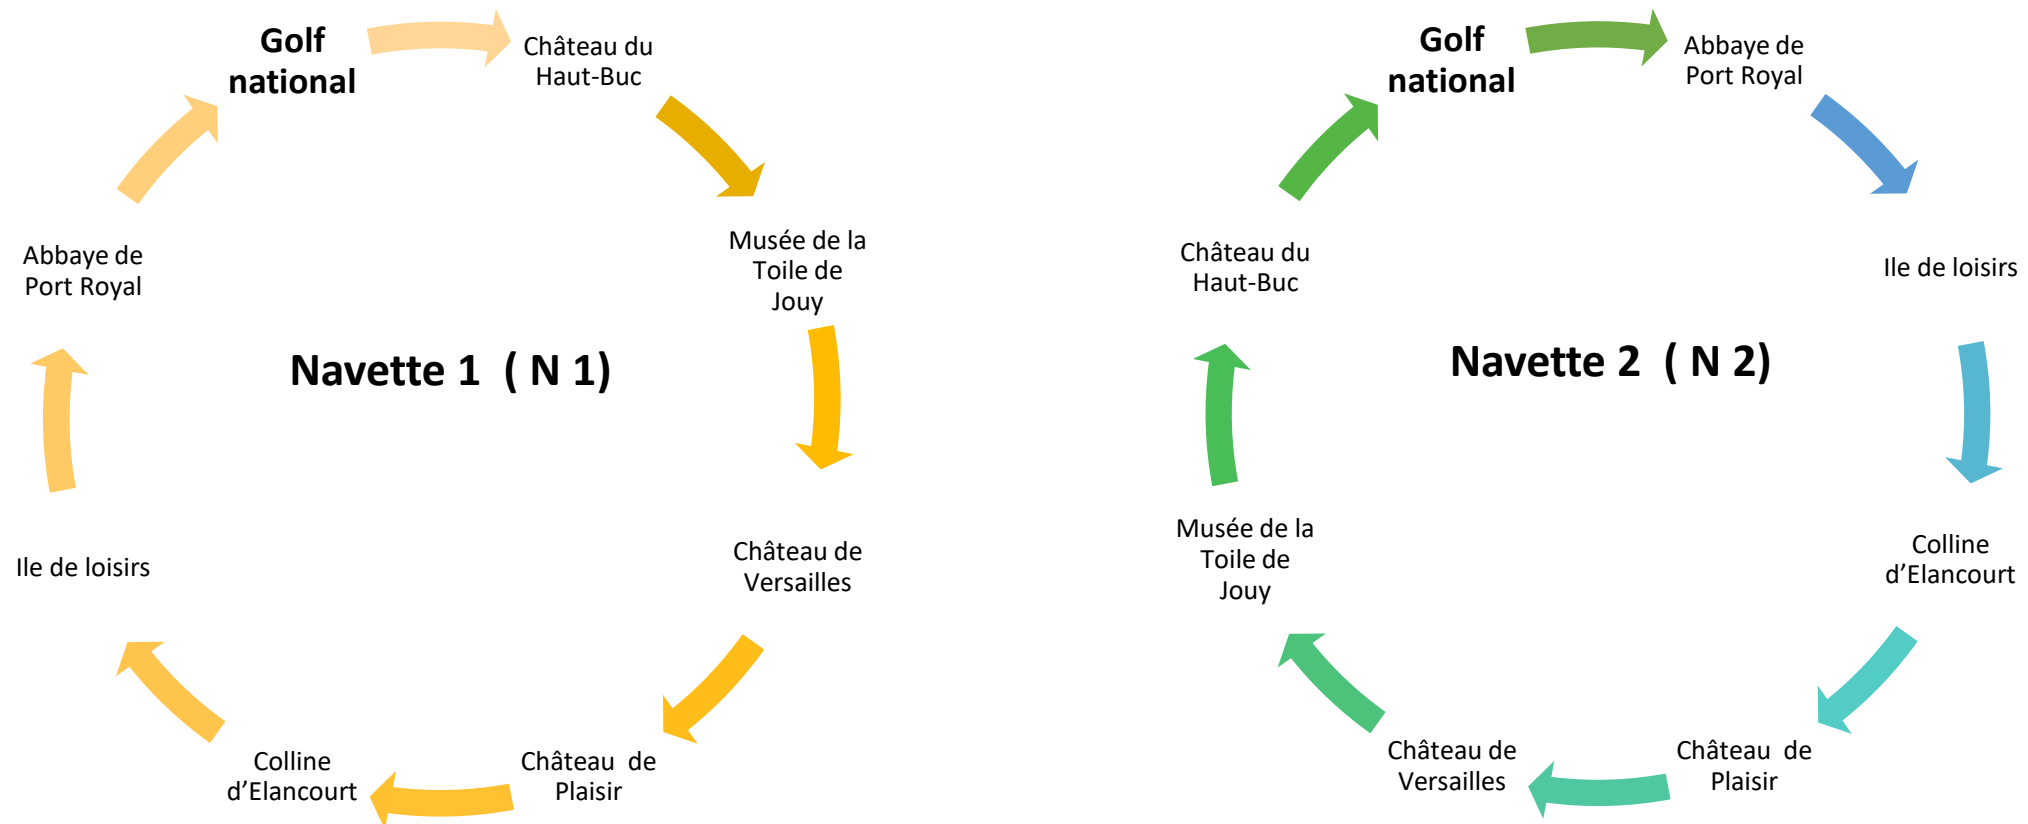 Golf
national
Château du
Haut-Buc
Musée de la
Toile de
Jouy
Château de
Versailles
Château  de
Plaisir
Colline
d’Elancourt
Ile de loisirs
Abbaye de
Port Royal
Navette 1  ( N 1)
Golf
national
Abbaye de
Port Royal
Ile de loisirs
Colline
d’Elancourt
Château  de
Plaisir
Château de
Versailles
Musée de la
Toile de
Jouy
Château du
Haut-Buc
Navette 2  ( N 2)